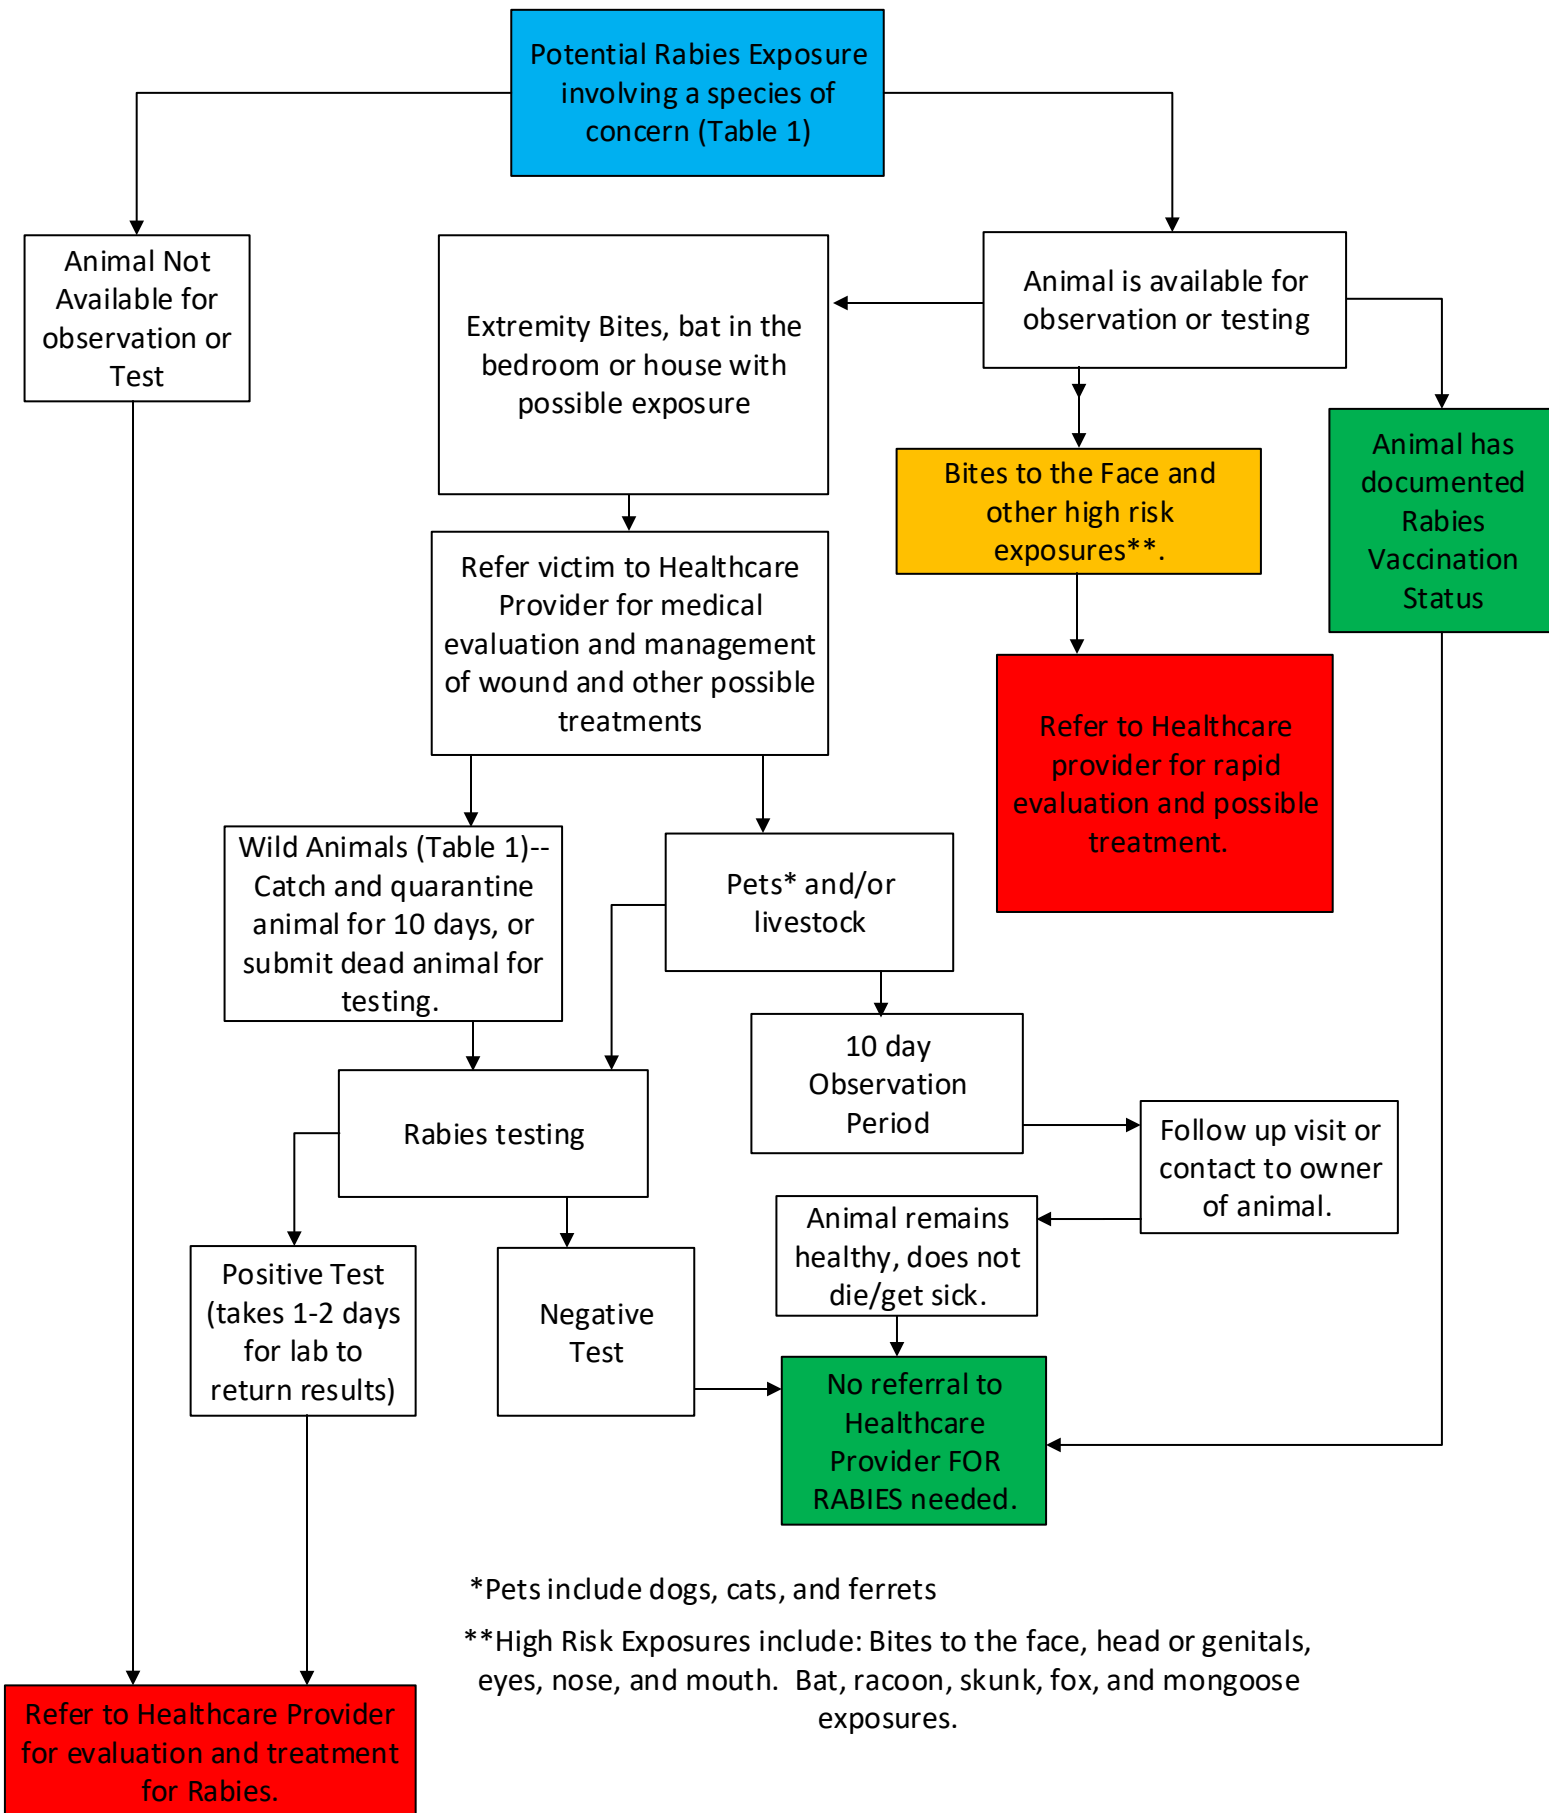 Potential Rabies Exposure
involving a species of
concern (Table 1)
Animal Not
Available for
observation or
Test
Extremity Bites, bat in the
bedroom or house with
possible exposure
Animal is available for
observation or testing
Bites to the Face and
other high risk
exposures**.
Animal has
documented
Rabies
Vaccination
Status
Refer victim to Healthcare
Provider for medical
evaluation and management
of wound and other possible
treatments
Refer to Healthcare
provider for rapid
evaluation and possible
treatment.
Wild Animals (Table 1)--
Catch and quarantine
animal for 10 days, or
submit dead animal for
testing.
Pets* and/or
livestock
10 day
Observation
Period
Rabies testing
Follow up visit or
contact to owner
of animal.
Animal remains
healthy, does not
die/get sick.
Positive Test
(takes 1-2 days
for lab to
return results)
Negative
Test
No referral to
Healthcare
Provider FOR
RABIES needed.
*Pets include dogs, cats, and ferrets
**High Risk Exposures include: Bites to the face, head or genitals,
eyes, nose, and mouth.  Bat, racoon, skunk, fox, and mongoose
exposures.
Refer to Healthcare Provider
for evaluation and treatment
for Rabies.